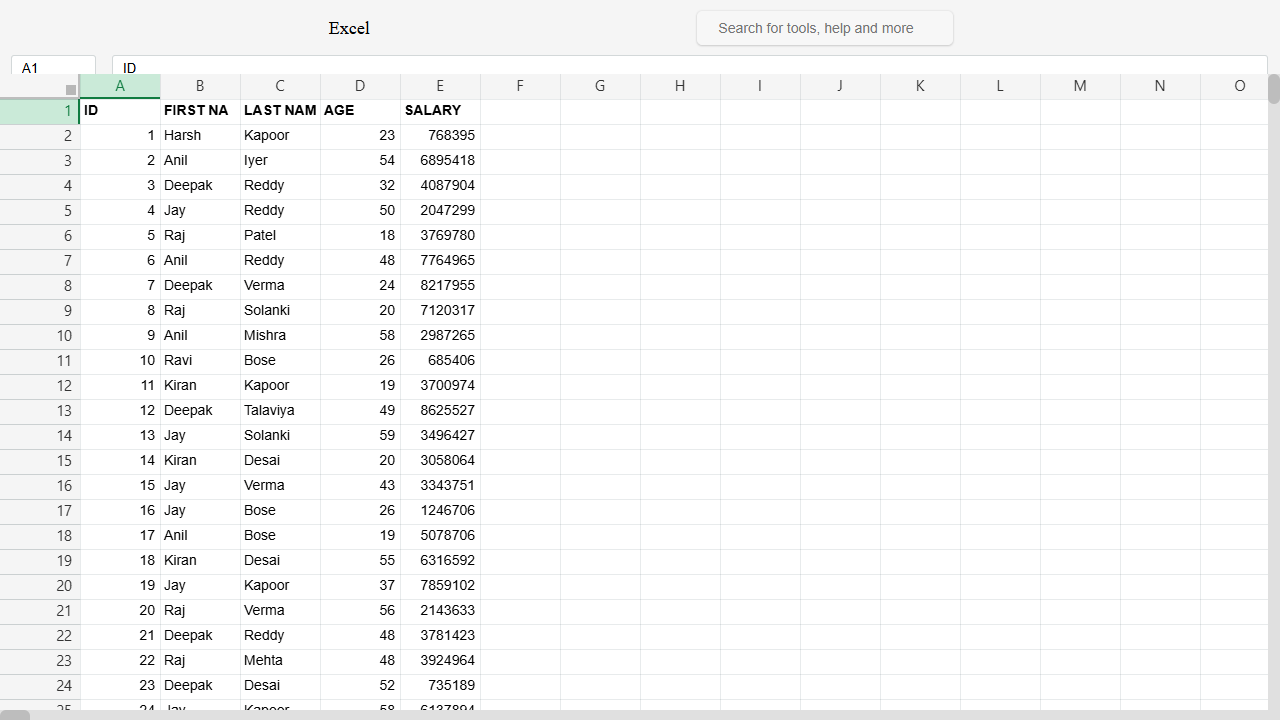 Excel Search for tools, help and more
A1 ID
A B C D E F G H I J K L M N O
1 ID FIRST NA LAST NAM AGE SALARY
2 1 Harsh Kapoor 23 768395
3 2 Anil Iyer 54 6895418
4 3 Deepak Reddy 32 4087904
5 4 Jay Reddy 50 2047299
6 5 Raj Patel 18 3769780
7 6 Anil Reddy 48 7764965
8 7 Deepak Verma 24 8217955
9 8 Raj Solanki 20 7120317
10 9 Anil Mishra 58 2987265
11 10 Ravi Bose 26 685406
12 11 Kiran Kapoor 19 3700974
13 12 Deepak Talaviya 49 8625527
14 13 Jay Solanki 59 3496427
15 14 Kiran Desai 20 3058064
16 15 Jay Verma 43 3343751
17 16 Jay Bose 26 1246706
18 17 Anil Bose 19 5078706
19 18 Kiran Desai 55 6316592
20 19 Jay Kapoor 37 7859102
21 20 Raj Verma 56 2143633
22 21 Deepak Reddy 48 3781423
23 22 Raj Mehta 48 3924964
24 23 Deepak Desai 52 735189
25 24 Jay Kapoor 58 6137894